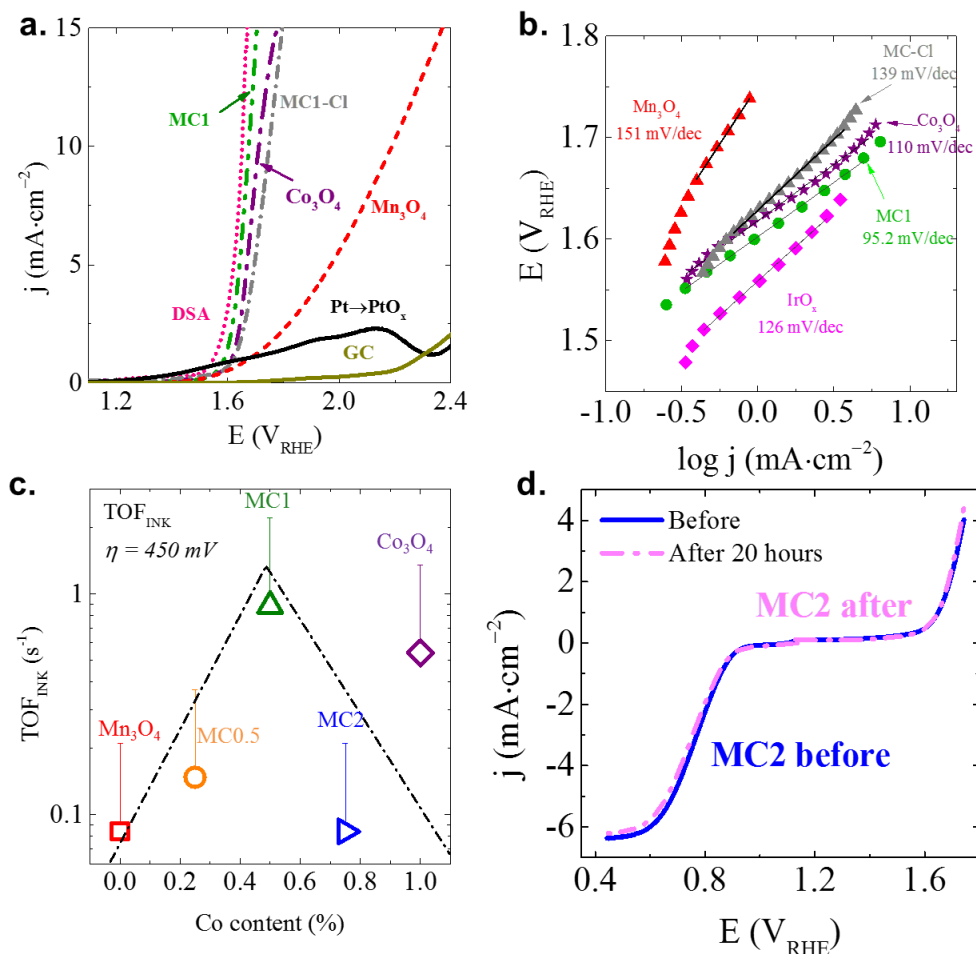 a.
15
10
5
0
j (mA·cm⁻²)
1.2
1.6
2.0
2.4
E (V_RHE)
MC1
MC1-Cl
Co₃O₄
Mn₃O₄
DSA
Pt→PtOₓ
GC
b.
1.8
1.7
1.6
1.5
E (V_RHE)
-1.0
-0.5
0.0
0.5
1.0
log j (mA·cm⁻²)
MC-Cl
139 mV/dec
Mn₃O₄
151 mV/dec
Co₃O₄
110 mV/dec
MC1
95.2 mV/dec
IrOₓ
126 mV/dec
c.
TOF_INK
η = 450 mV
MC1
Co₃O₄
Mn₃O₄
MC0.5
MC2
1
0.1
TOF_INK (s⁻¹)
0.0
0.2
0.4
0.6
0.8
1.0
Co content (%)
d.
Before
After 20 hours
MC2 after
MC2 before
4
2
0
-2
-4
-6
j (mA·cm⁻²)
0.4
0.8
1.2
1.6
E (V_RHE)